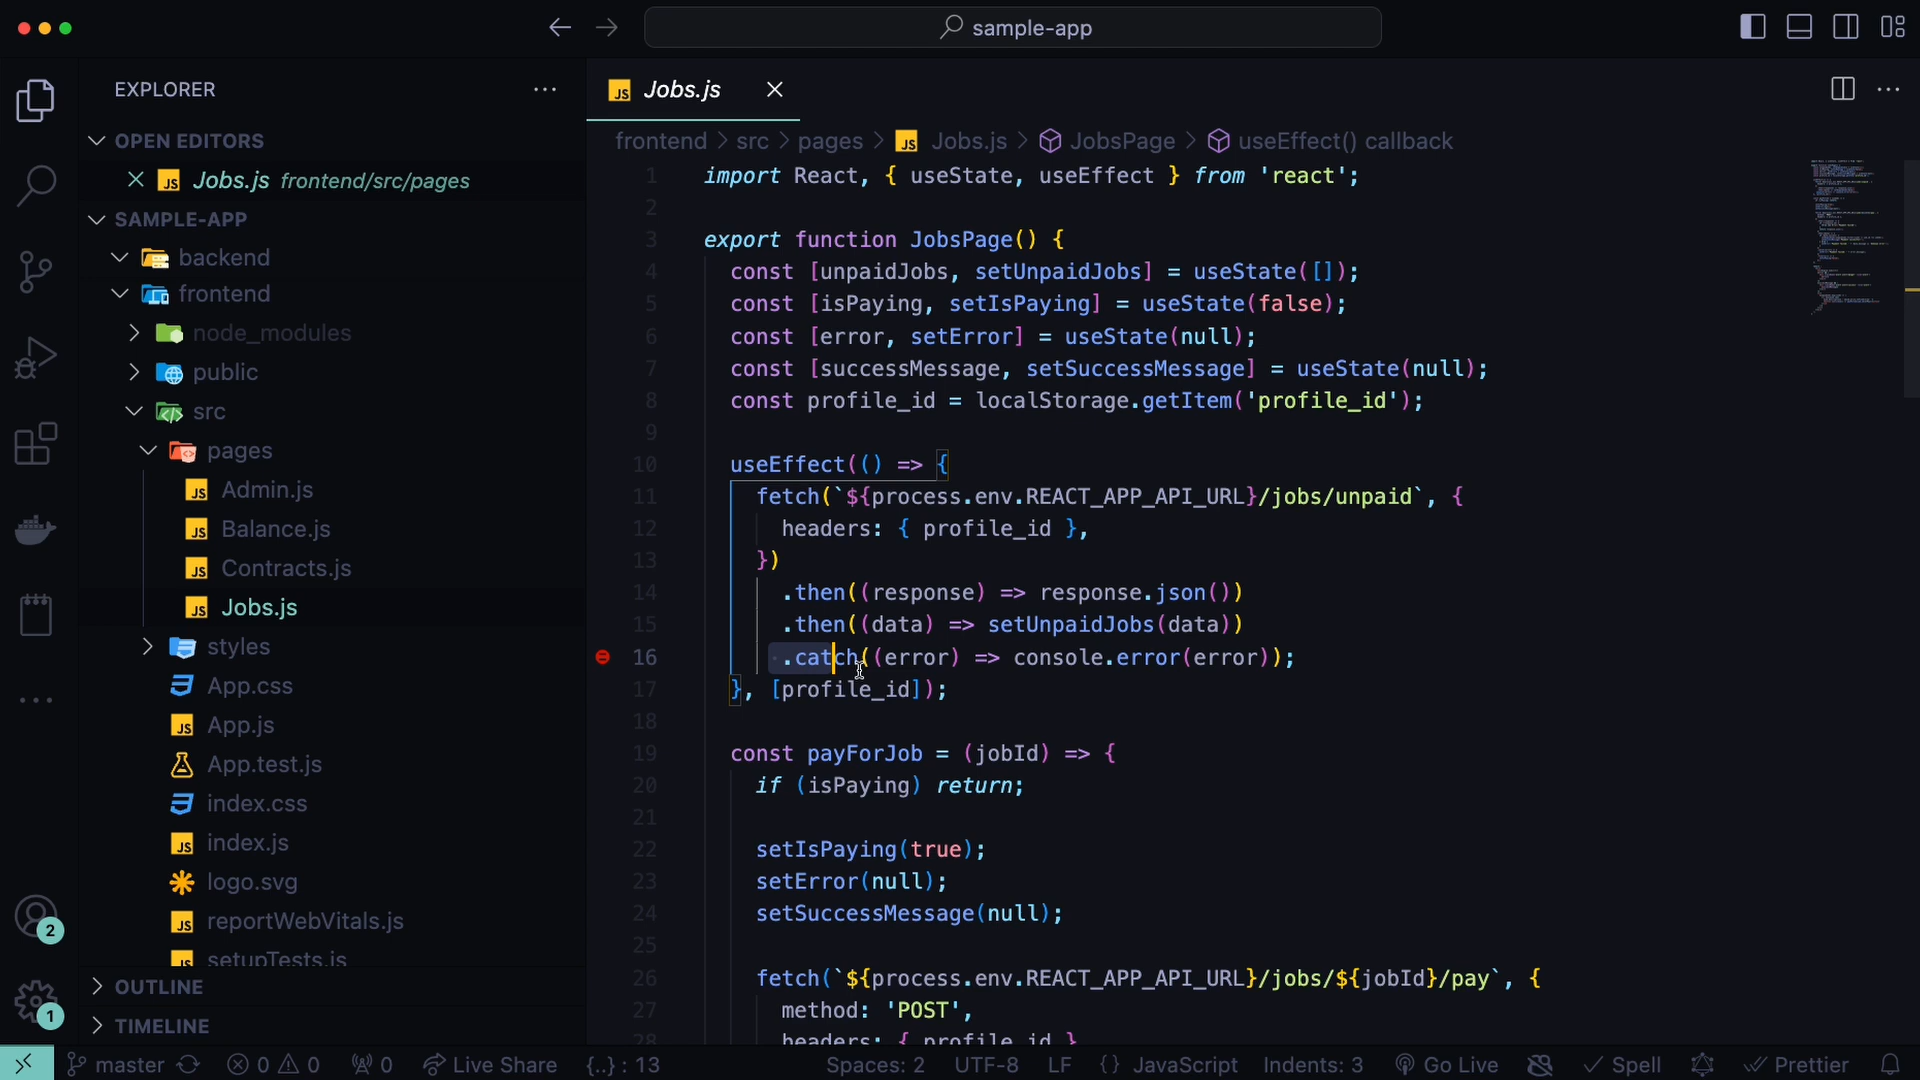 sample-app
EXPLORER
OPEN EDITORS
Jobs.js frontend/src/pages
SAMPLE-APP
backend
frontend
node_modules
public
src
pages
Admin.js
Balance.js
Contracts.js
Jobs.js
styles
App.css
App.js
App.test.js
index.css
index.js
logo.svg
reportWebVitals.js
setupTests.js
OUTLINE
TIMELINE
2
1
Jobs.js
frontend > src > pages > JS Jobs.js > JobsPage > useEffect() callback
1 import React, { useState, useEffect } from 'react';
2
3 export function JobsPage() {
4 const [unpaidJobs, setUnpaidJobs] = useState([]);
5 const [isPaying, setIsPaying] = useState(false);
6 const [error, setError] = useState(null);
7 const [successMessage, setSuccessMessage] = useState(null);
8 const profile_id = localStorage.getItem('profile_id');
9
10 useEffect(() => {
11 fetch(`${process.env.REACT_APP_API_URL}/jobs/unpaid`, {
12 headers: { profile_id },
13 })
14 .then((response) => response.json())
15 .then((data) => setUnpaidJobs(data))
16 .catch((error) => console.error(error));
17 }, [profile_id]);
18
19 const payForJob = (jobId) => {
20 if (isPaying) return;
21
22 setIsPaying(true);
23 setError(null);
24 setSuccessMessage(null);
25
26 fetch(`${process.env.REACT_APP_API_URL}/jobs/${jobId}/pay`, {
27 method: 'POST',
28 headers: { profile_id }
master 0 0 0 Live Share {..} : 13 Spaces: 2 UTF-8 LF {} JavaScript Indents: 3 Go Live Spell Prettier